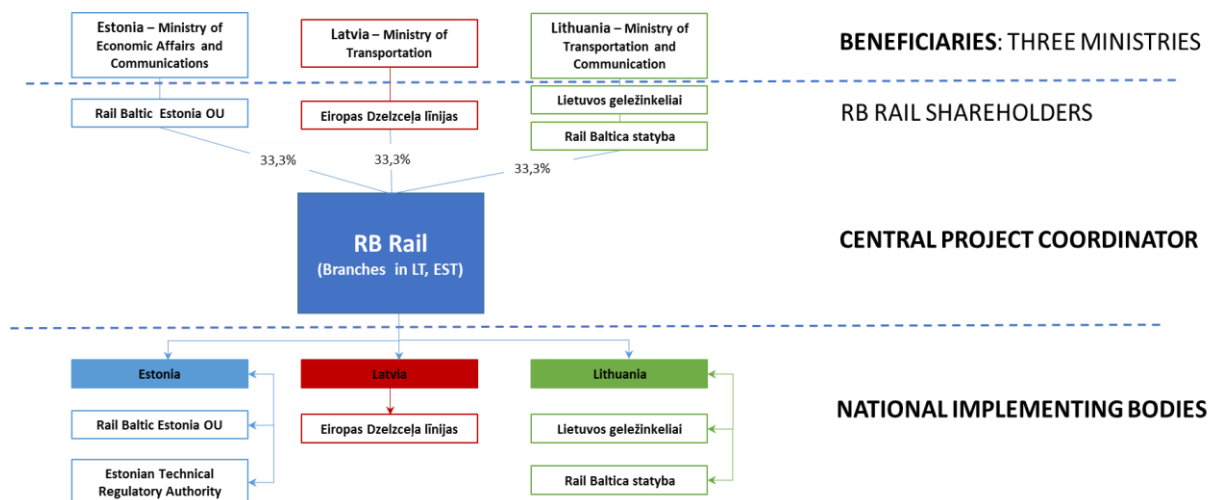 Estonia – Ministry of
Economic Affairs and
Communications
Latvia – Ministry of
Transportation
Lithuania – Ministry of
Transportation and
Communication
BENEFICIARIES: THREE MINISTRIES
Rail Baltic Estonia OU
Eiropas Dzelzceļa līnijas
Lietuvos geležinkeliai
Rail Baltica statyba
RB RAIL SHAREHOLDERS
33,3%
33,3%
33,3%
RB Rail
(Branches in LT, EST)
CENTRAL PROJECT COORDINATOR
Estonia
Latvia
Lithuania
Rail Baltic Estonia OU
Eiropas Dzelzceļa līnijas
Lietuvos geležinkeliai
NATIONAL IMPLEMENTING BODIES
Estonian Technical
Regulatory Authority
Rail Baltica statyba